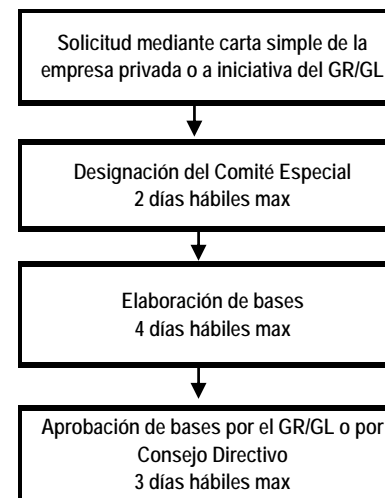 Solicitud mediante carta simple de la
empresa privada o a iniciativa del GR/GL
Designación del Comité Especial
2 días hábiles max
Elaboración de bases
4 días hábiles max
Aprobación de bases por el GR/GL o por
Consejo Directivo
3 días hábiles max